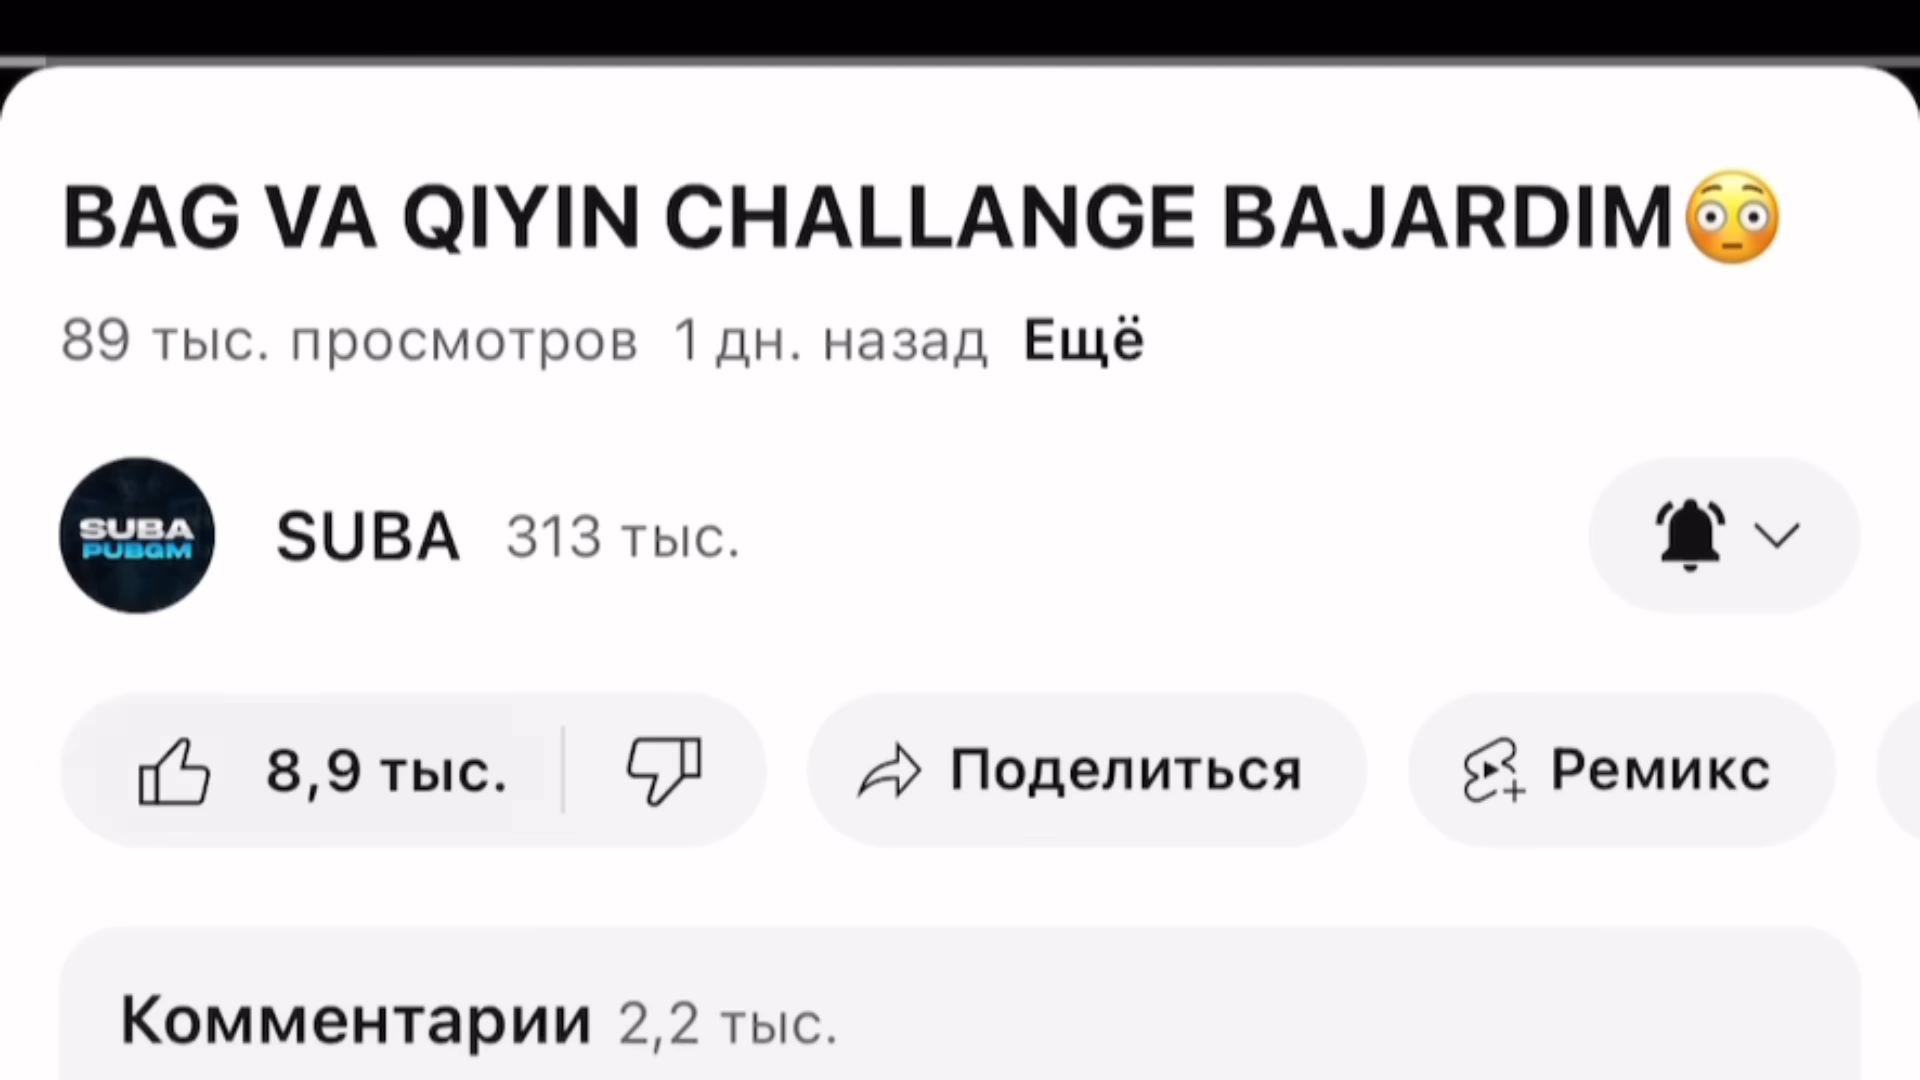 BAG VA QIYIN CHALLANGE BAJARDIM😳
89 тыс. просмотров 1 дн. назад Ещё
SUBA
PUBGM
SUBA 313 тыс.
8,9 тыс. Поделиться Ремикс
Комментарии 2,2 тыс.